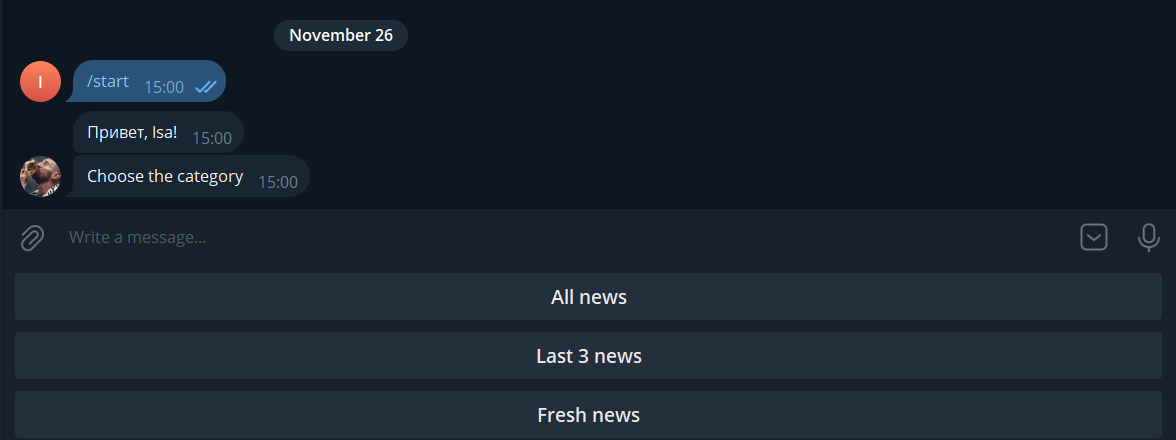 November 26
I
/start 15:00
Привет, Isa! 15:00
Choose the category 15:00
Write a message...
All news
Last 3 news
Fresh news